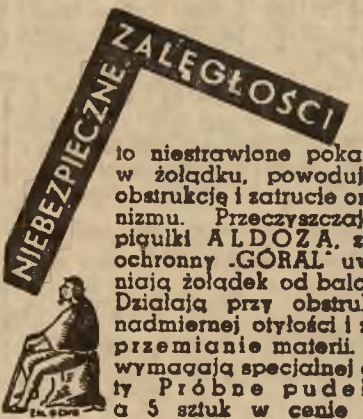 NIEBEZPIECZNE
ZALEGŁOŚCI
to niestrawione poka
w żołądku, powoduj
obstrukcję i zatrucie or
nizmu. Przeczyszczaj
pigułki ALDOZA, z
ochronny „GÓRAL" uw
niają żołądek od bala
Działają przy obstru
nadmiernej otyłości i z
przemianie materii.
wymagają specjalnej d
ty Próbne pudeł
a 5 sztuk w cenie